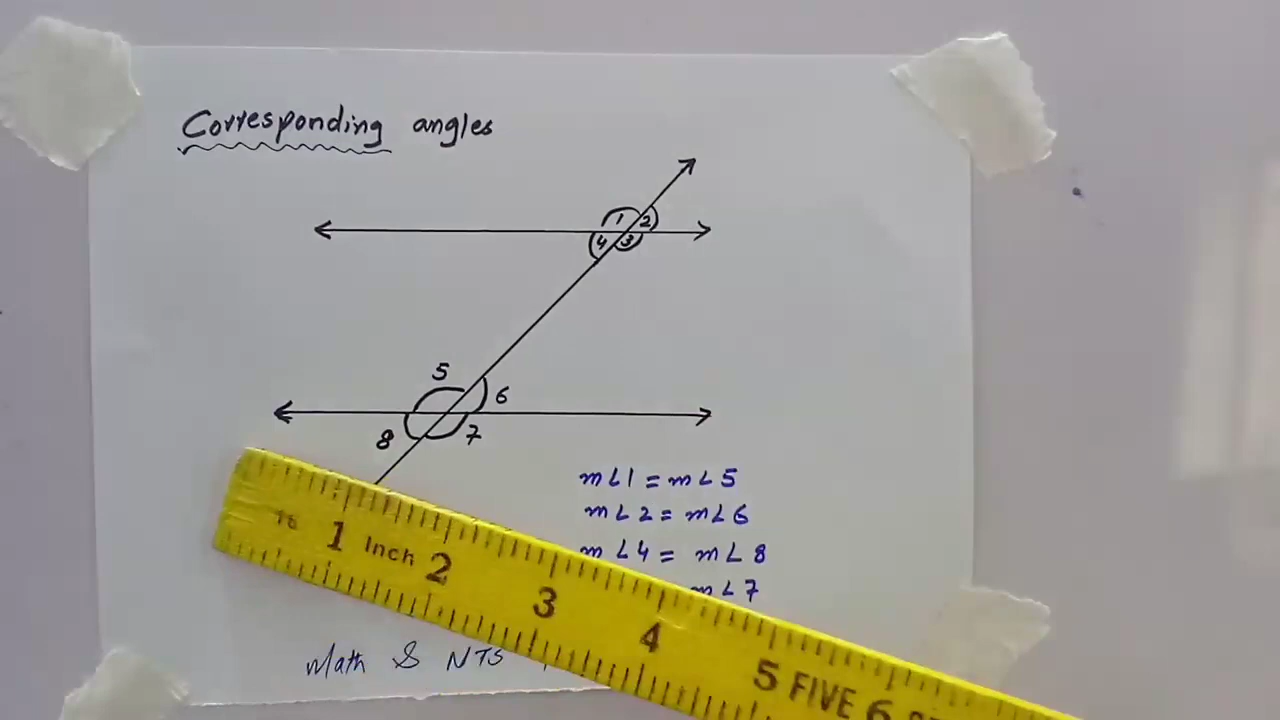 Corresponding angles
1 2
4 3
5
6
8 7
m∠1 = m∠5
m∠2 = m∠6
m∠4 = m∠8
m∠7
16 1 Inch 2 3 4 5 FIVE 6
Math & NTS